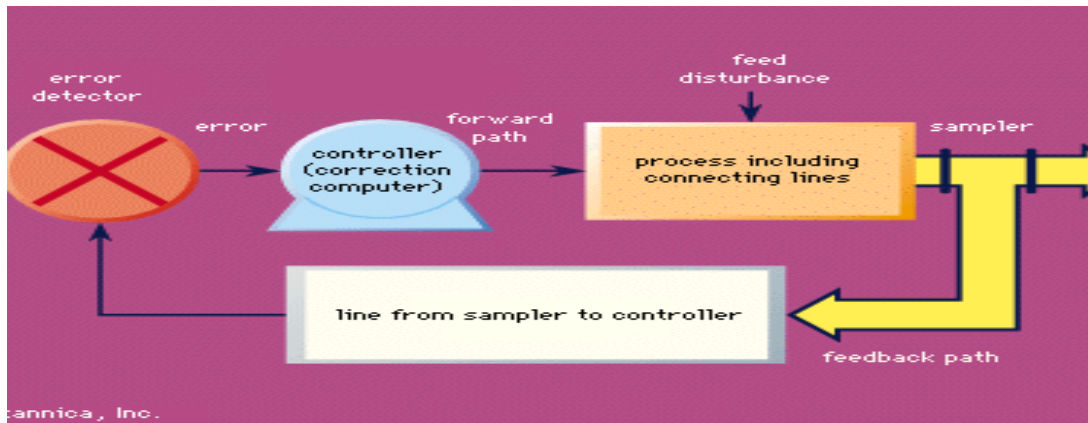 error
detector
error
controller
(correction
computer)
forward
path
feed
disturbance
process including
connecting lines
sampler
line from sampler to controller
feedback path
tannica, Inc.